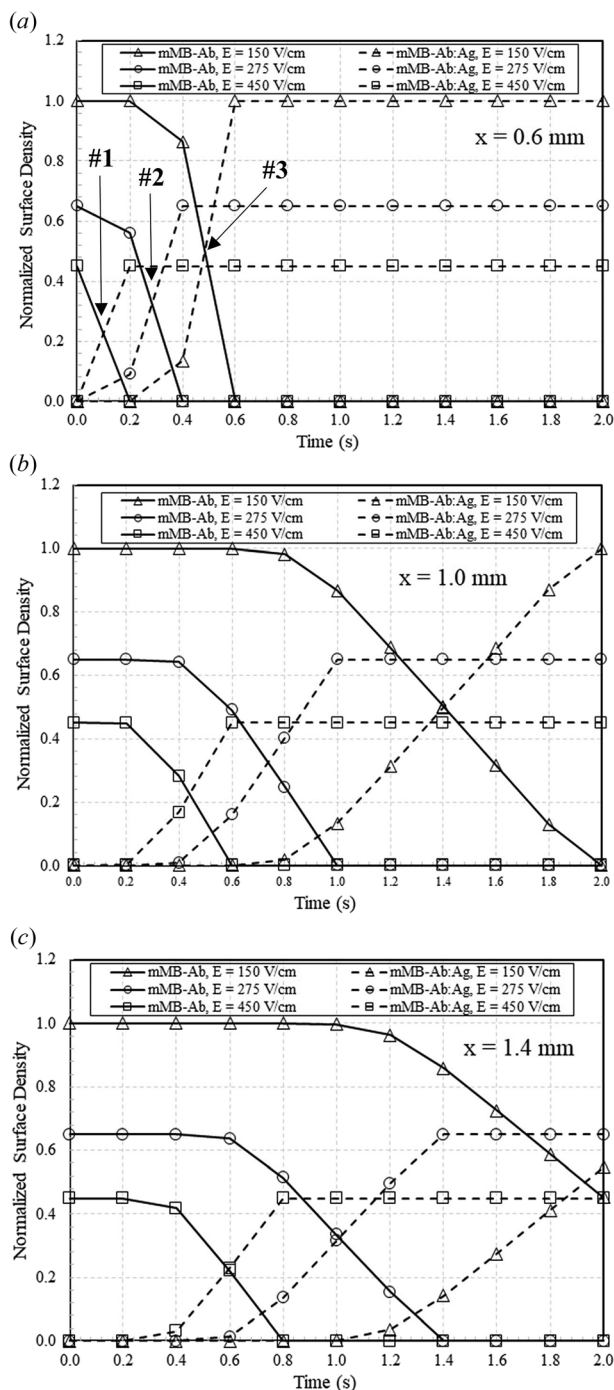 (a)
1.2
mMB-Ab, E = 150 V/cm mMB-Ab:Ag, E = 150 V/cm
mMB-Ab, E = 275 V/cm mMB-Ab:Ag, E = 275 V/cm
mMB-Ab, E = 450 V/cm mMB-Ab:Ag, E = 450 V/cm
1.0
x = 0.6 mm
#1
#2
#3
0.8
0.6
0.4
0.2
0.0
Normalized Surface Density
0.0 0.2 0.4 0.6 0.8 1.0 1.2 1.4 1.6 1.8 2.0
Time (s)
(b)
1.2
mMB-Ab, E = 150 V/cm mMB-Ab:Ag, E = 150 V/cm
mMB-Ab, E = 275 V/cm mMB-Ab:Ag, E = 275 V/cm
mMB-Ab, E = 450 V/cm mMB-Ab:Ag, E = 450 V/cm
1.0
x = 1.0 mm
0.8
0.6
0.4
0.2
0.0
Normalized Surface Density
0.0 0.2 0.4 0.6 0.8 1.0 1.2 1.4 1.6 1.8 2.0
Time (s)
(c)
1.2
mMB-Ab, E = 150 V/cm mMB-Ab:Ag, E = 150 V/cm
mMB-Ab, E = 275 V/cm mMB-Ab:Ag, E = 275 V/cm
mMB-Ab, E = 450 V/cm mMB-Ab:Ag, E = 450 V/cm
1.0
x = 1.4 mm
0.8
0.6
0.4
0.2
0.0
Normalized Surface Density
0.0 0.2 0.4 0.6 0.8 1.0 1.2 1.4 1.6 1.8 2.0
Time (s)